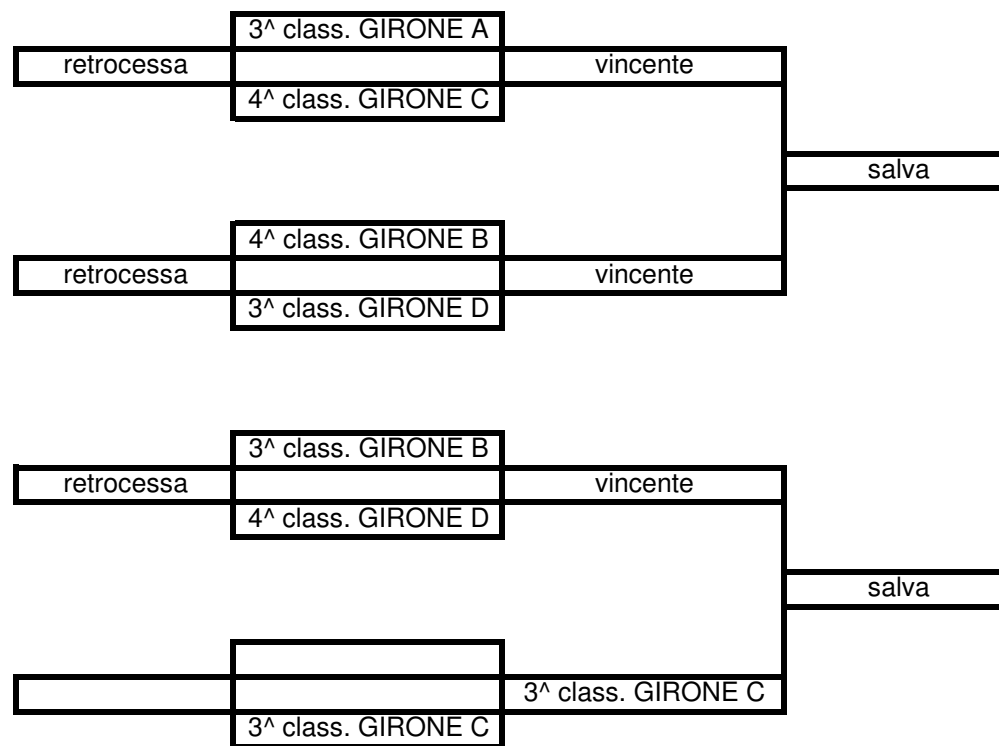 3^ class. GIRONE A
retrocessa vincente
4^ class. GIRONE C
salva
4^ class. GIRONE B
retrocessa vincente
3^ class. GIRONE D
3^ class. GIRONE B
retrocessa vincente
4^ class. GIRONE D
salva
3^ class. GIRONE C
3^ class. GIRONE C